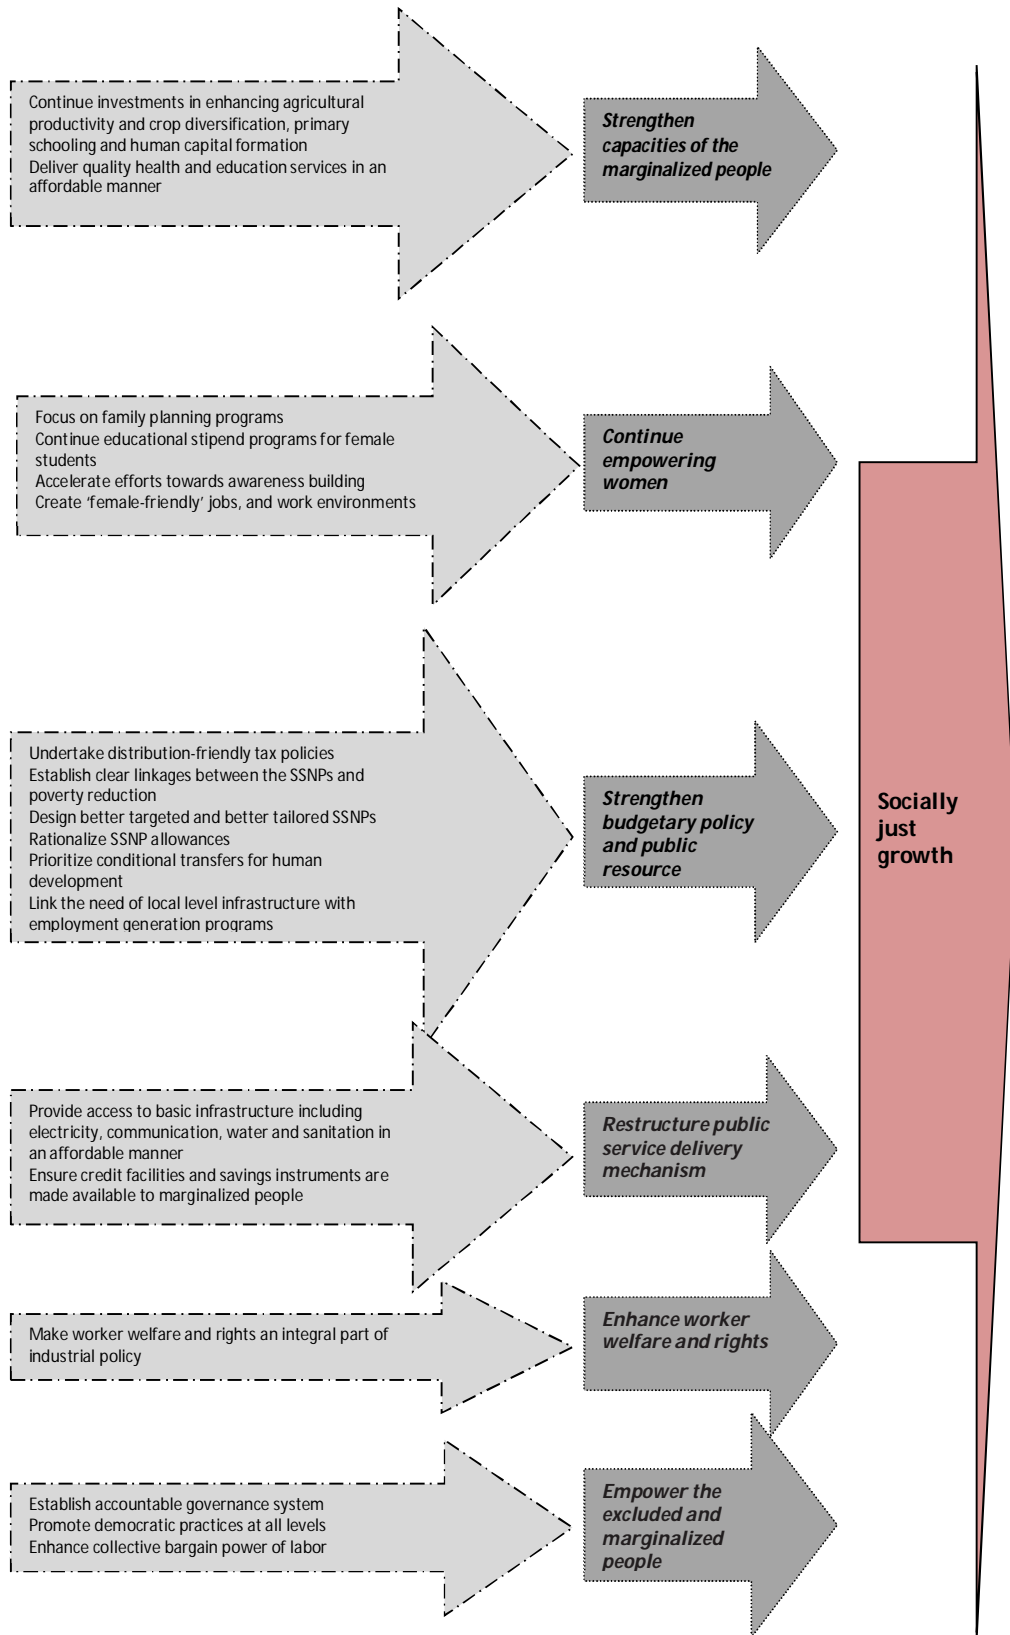 Continue investments in enhancing agricultural
productivity and crop diversification, primary
schooling and human capital formation
Deliver quality health and education services in an
affordable manner
Strengthen
capacities of the
marginalized people
Focus on family planning programs
Continue educational stipend programs for female
students
Accelerate efforts towards awareness building
Create ‘female-friendly’ jobs, and work environments
Continue
empowering
women
Undertake distribution-friendly tax policies
Establish clear linkages between the SSNPs and
poverty reduction
Design better targeted and better tailored SSNPs
Rationalize SSNP allowances
Prioritize conditional transfers for human
development
Link the need of local level infrastructure with
employment generation programs
Strengthen
budgetary policy
and public
resource
Socially
just
growth
Provide access to basic infrastructure including
electricity, communication, water and sanitation in
an affordable manner
Ensure credit facilities and savings instruments are
made available to marginalized people
Restructure public
service delivery
mechanism
Make worker welfare and rights an integral part of
industrial policy
Enhance worker
welfare and rights
Establish accountable governance system
Promote democratic practices at all levels
Enhance collective bargain power of labor
Empower the
excluded and
marginalized
people